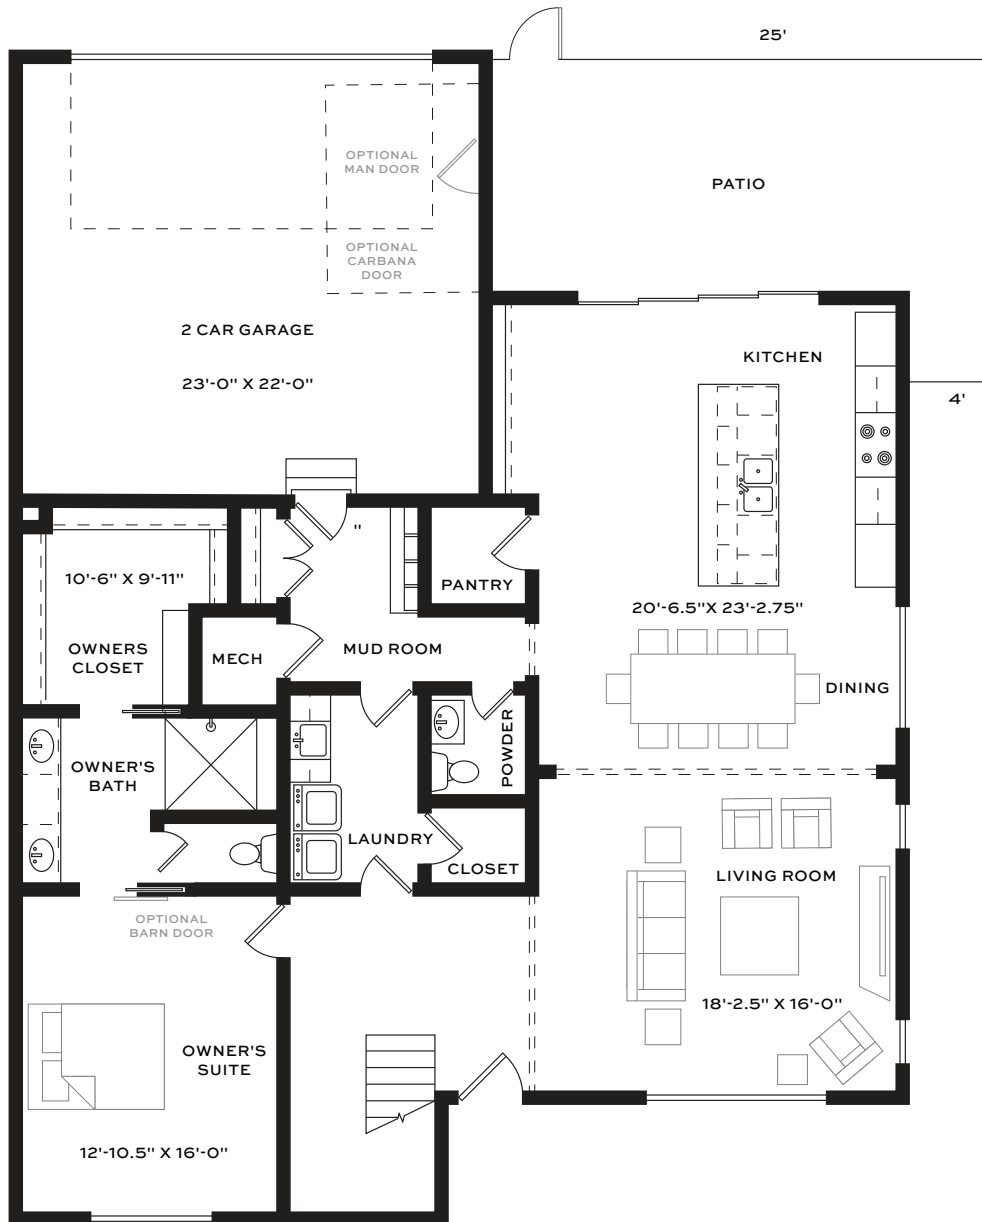 25'
OPTIONAL
MAN DOOR
PATIO
OPTIONAL
CARBANA
DOOR
2 CAR GARAGE
23'-0" X 22'-0"
KITCHEN
4'
"
10'-6" X 9'-11"
PANTRY
20'-6.5"X 23'-2.75"
OWNERS
CLOSET
MECH
MUD ROOM
DINING
POWDER
OWNER'S
BATH
LAUNDRY
CLOSET
LIVING ROOM
OPTIONAL
BARN DOOR
18'-2.5" X 16'-0"
OWNER'S
SUITE
12'-10.5" X 16'-0"